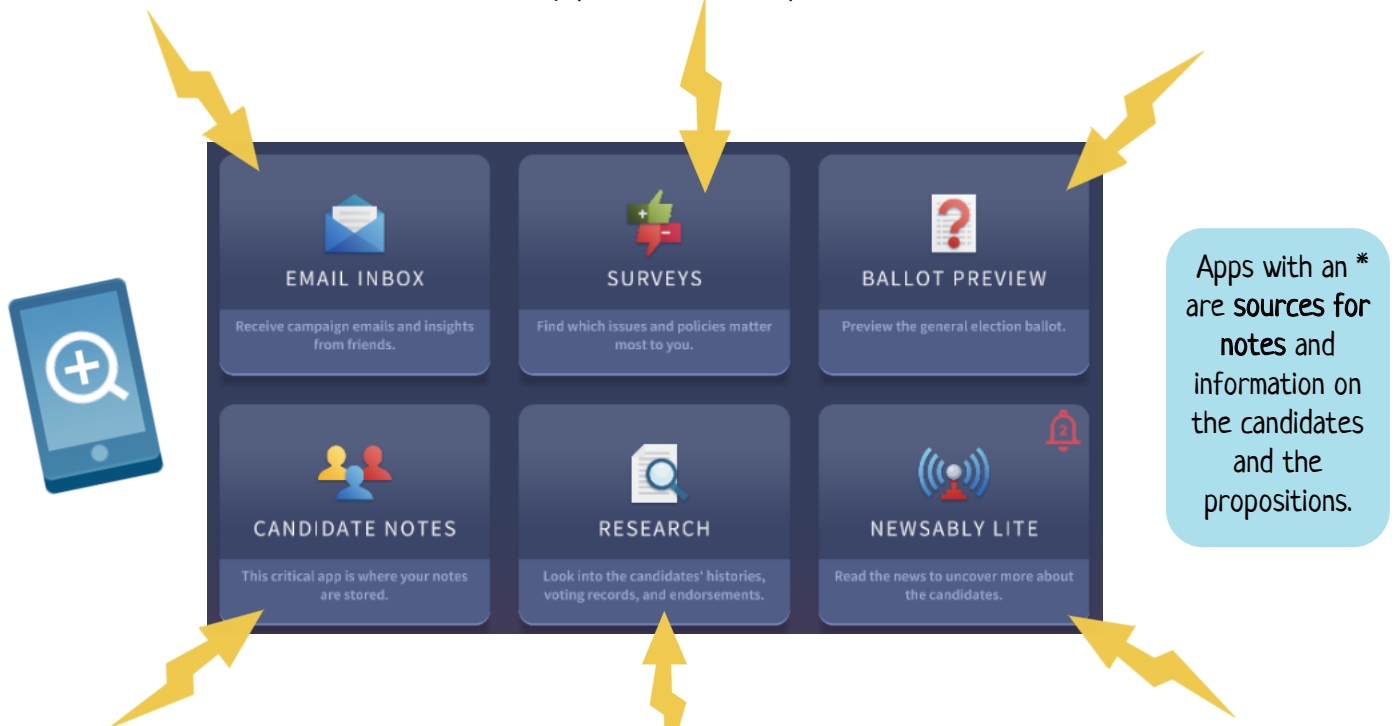 EMAIL INBOX
Receive campaign emails and insights
from friends.
SURVEYS
Find which issues and policies matter
most to you.
BALLOT PREVIEW
Preview the general election ballot.
CANDIDATE NOTES
This critical app is where your notes
are stored.
RESEARCH
Look into the candidates' histories,
voting records, and endorsements.
2
NEWSABLY LITE
Read the news to uncover more about
the candidates.
Apps with an *
are sources for
notes and
information on
the candidates
and the
propositions.